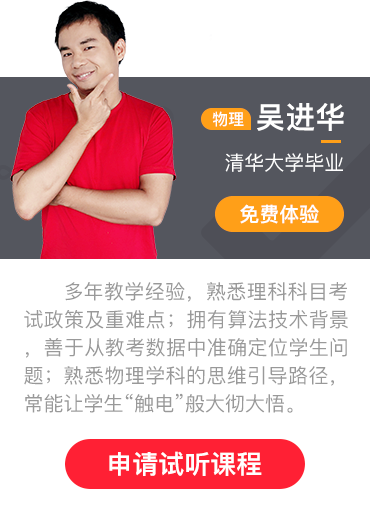 物理 吴进华
清华大学毕业
免费体验
多年教学经验，熟悉理科科目考
试政策及重难点；拥有算法技术背景
，善于从教考数据中准确定位学生问
题；熟悉物理学科的思维引导路径，
常能让学生“触电”般大彻大悟。
申请试听课程